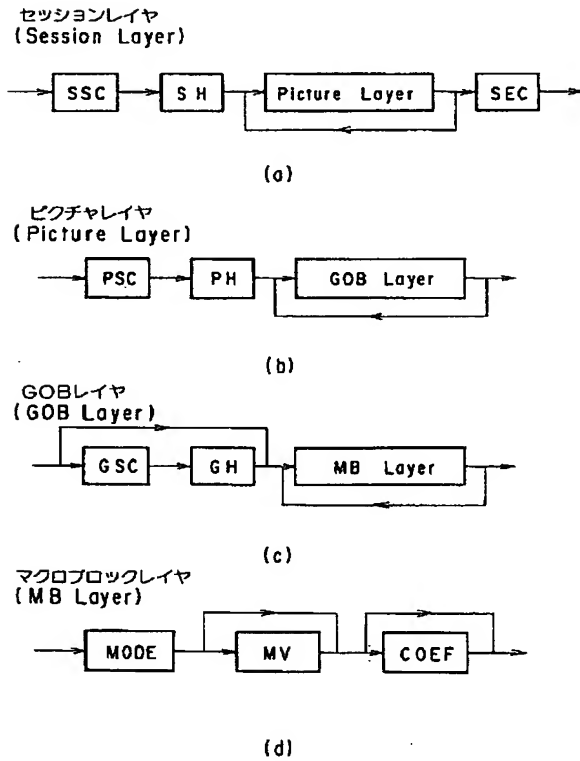 セッションレイヤ
(Session Layer)
SSC SH Picture Layer SEC
(a)
ピクチャレイヤ
(Picture Layer)
PSC PH GOB Layer
(b)
GOBレイヤ
(GOB Layer)
GSC GH MB Layer
(c)
マクロブロックレイヤ
(MB Layer)
MODE MV COEF
(d)